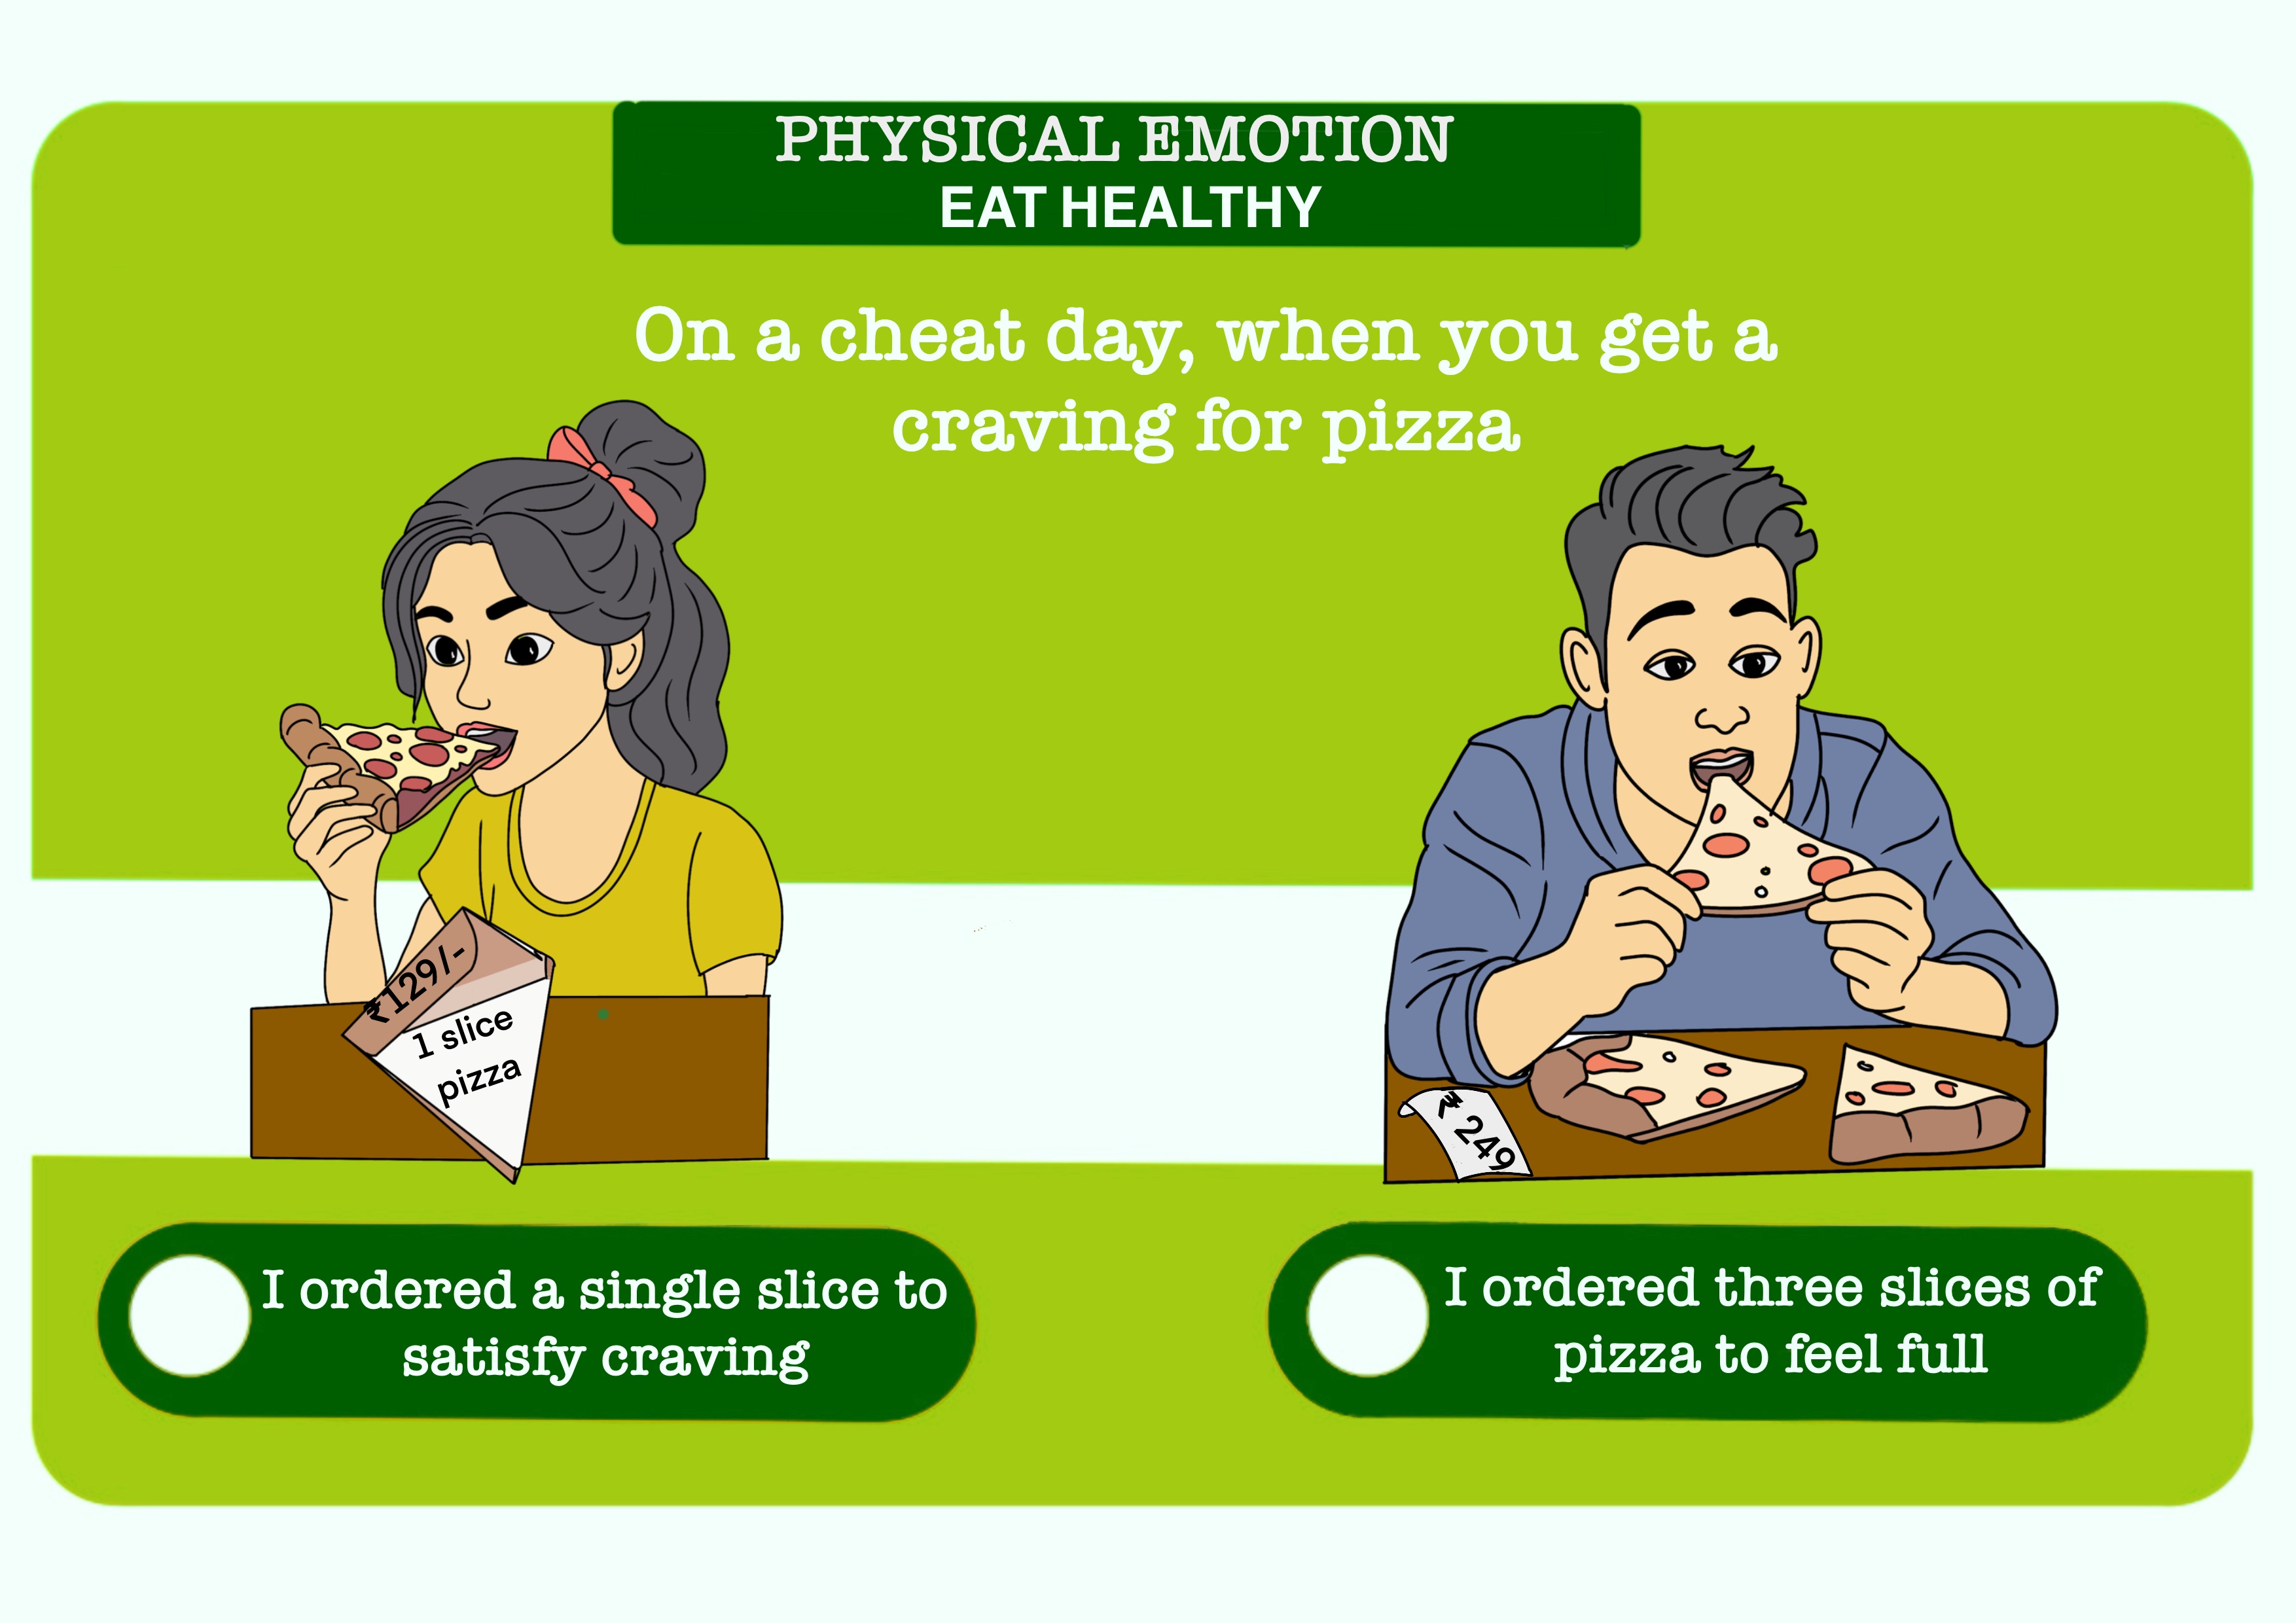 PHYSICAL EMOTION
EAT HEALTHY
On a cheat day, when you get a
craving for pizza
₹129/-
1 slice
pizza
₹ 249
I ordered a single slice to
satisfy craving
I ordered three slices of
pizza to feel full